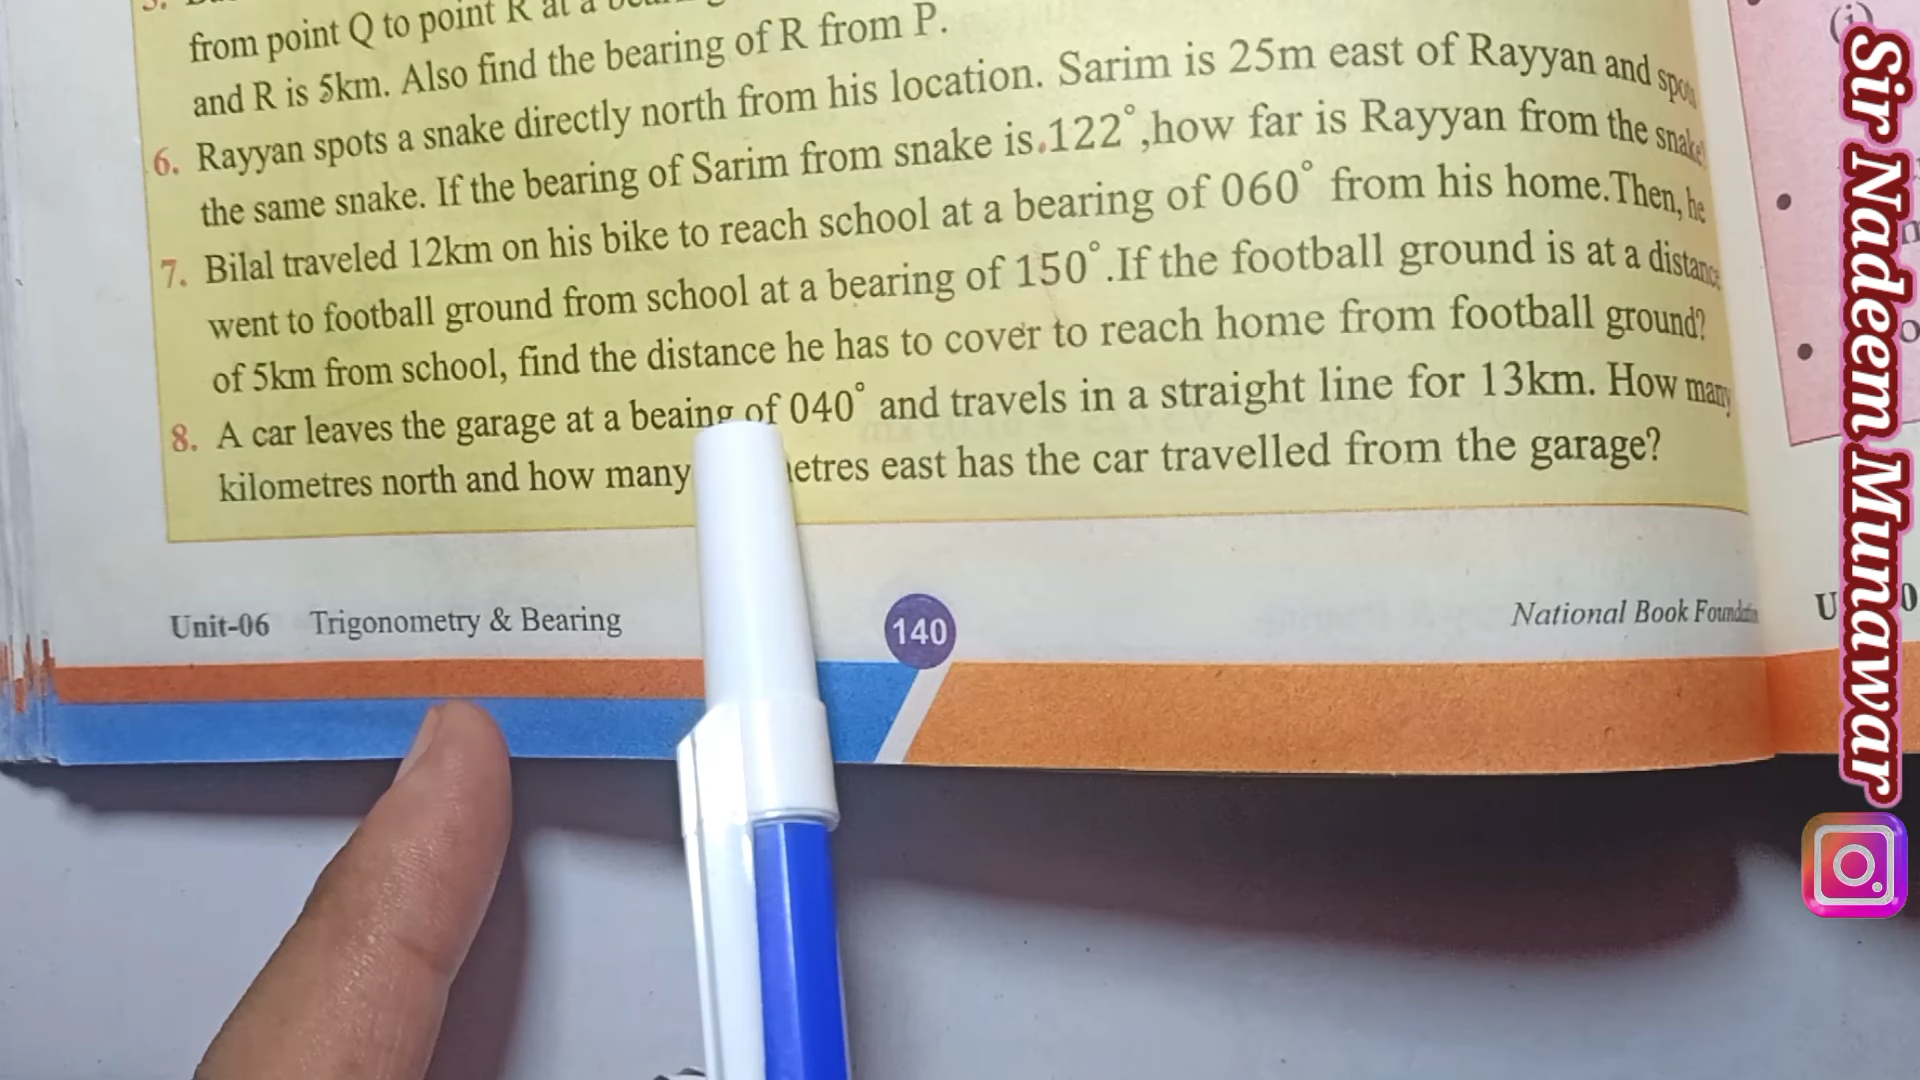 from point Q to point R at a
and R is 5km. Also find the bearing of R from P.
6. Rayyan spots a snake directly north from his location. Sarim is 25m east of Rayyan and spots
the same snake. If the bearing of Sarim from snake is.122°,how far is Rayyan from the snake
7. Bilal traveled 12km on his bike to reach school at a bearing of 060° from his home.Then, he
went to football ground from school at a bearing of 150°.If the football ground is at a distance
of 5km from school, find the distance he has to cover to reach home from football ground?
8. A car leaves the garage at a beaing of 040° and travels in a straight line for 13km. How many
kilometres north and how many etres east has the car travelled from the garage?
Unit-06 Trigonometry & Bearing
140
National Book Foundation
(i)
Sir Nadeem Munawar